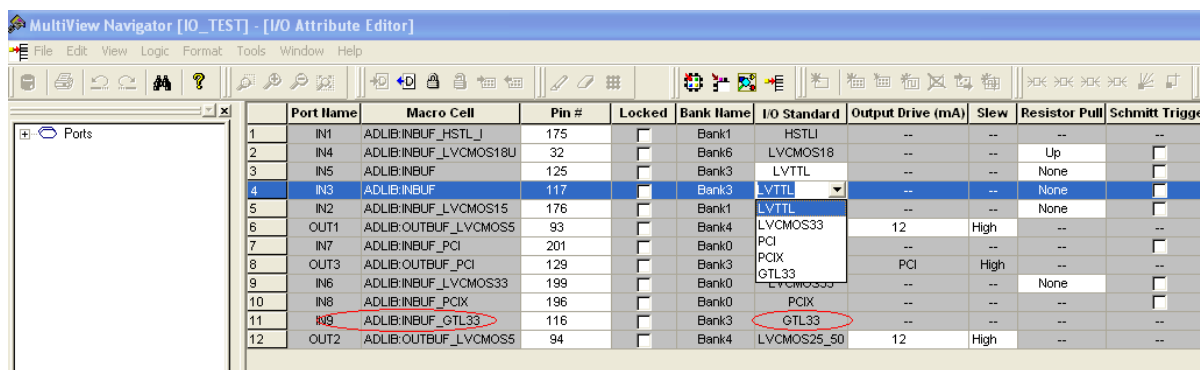 MultiView Navigator [IO_TEST] - [I/O Attribute Editor]
File Edit View Logic Format Tools Window Help
Ports
Port Name Macro Cell Pin # Locked Bank Name I/O Standard Output Drive (mA) Slew Resistor Pull Schmitt Trigge
1 IN1 ADLIB:INBUF_HSTL_I 175 Bank1 HSTLI -- -- -- --
2 IN4 ADLIB:INBUF_LVCMOS18U 32 Bank6 LVCMOS18 -- -- Up
3 IN5 ADLIB:INBUF 125 Bank3 LVTTL -- -- None
4 IN3 ADLIB:INBUF 117 Bank3 LVTTL -- -- None
5 IN2 ADLIB:INBUF_LVCMOS15 176 Bank1 LVTTL -- -- None
6 OUT1 ADLIB:OUTBUF_LVCMOS5 93 Bank4 LVCMOS33 12 High -- --
7 IN7 ADLIB:INBUF_PCI 201 Bank0 PCI -- -- --
8 OUT3 ADLIB:OUTBUF_PCI 129 Bank3 PCIX PCI High -- --
GTL33
9 IN6 ADLIB:INBUF_LVCMOS33 199 Bank0 LVCMOS33 -- -- None
10 IN8 ADLIB:INBUF_PCIX 196 Bank0 PCIX -- -- --
11 IN9 ADLIB:INBUF_GTL33 116 Bank3 GTL33 -- -- -- --
12 OUT2 ADLIB:OUTBUF_LVCMOS5 94 Bank4 LVCMOS25_50 12 High -- --